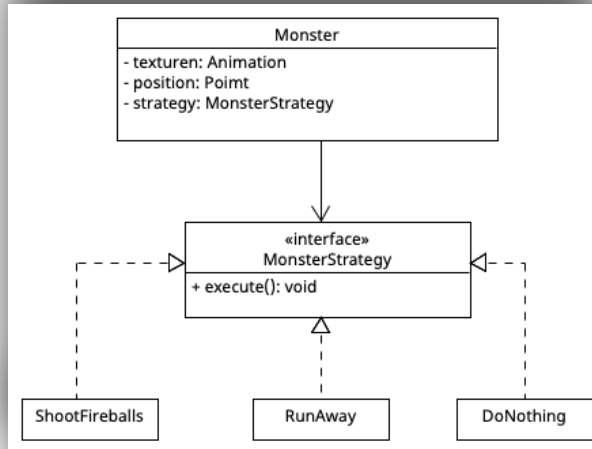 Monster
- texturen: Animation
- position: Poimt
- strategy: MonsterStrategy
«interface»
MonsterStrategy
+ execute(): void
ShootFireballs
RunAway
DoNothing